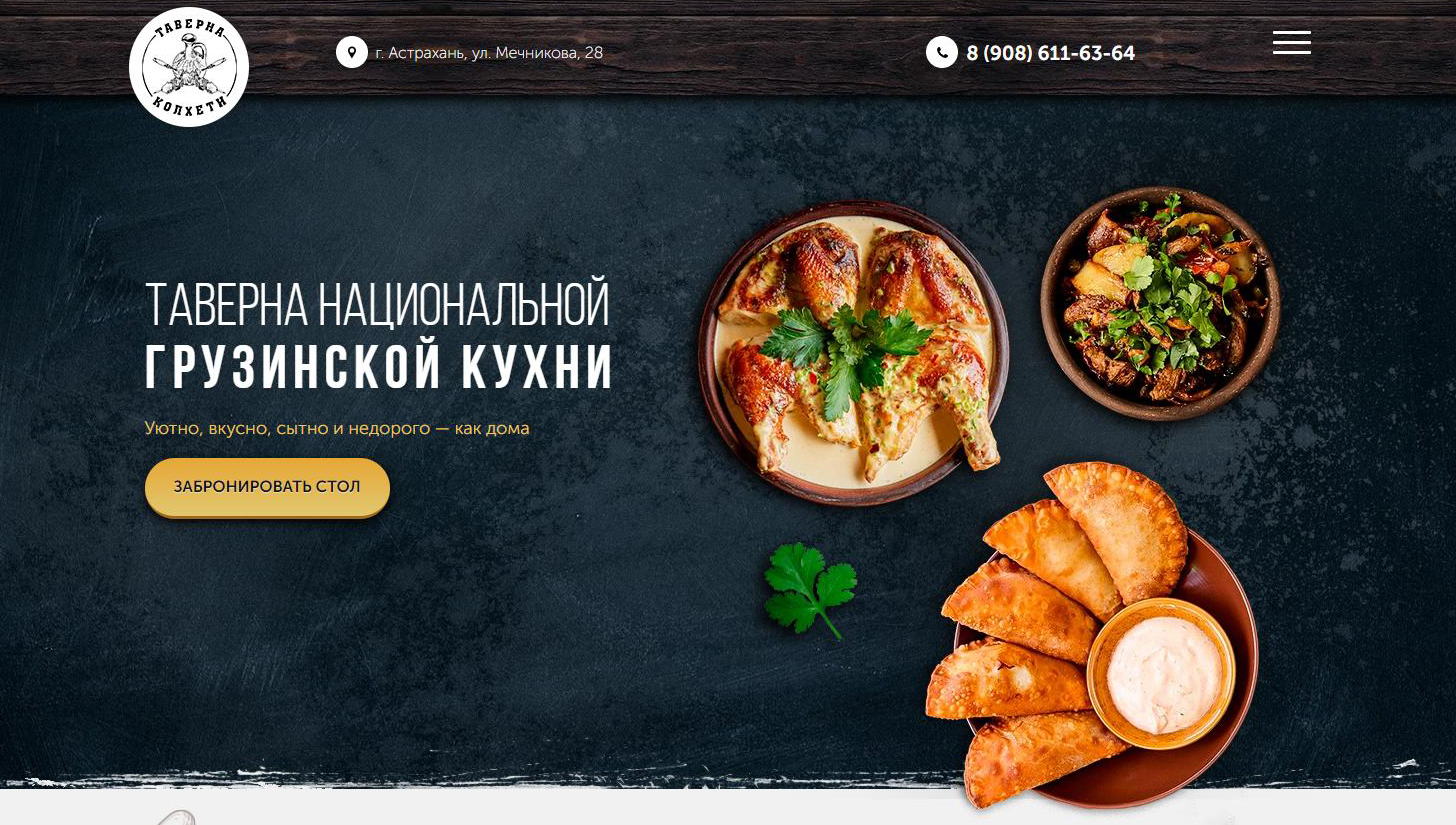 ТАВЕРНА
КОЛХЕТИ
г. Астрахань, ул. Мечникова, 28
8 (908) 611-63-64
ТАВЕРНА НАЦИОНАЛЬНОЙ
ГРУЗИНСКОЙ КУХНИ
Уютно, вкусно, сытно и недорого — как дома
ЗАБРОНИРОВАТЬ СТОЛ